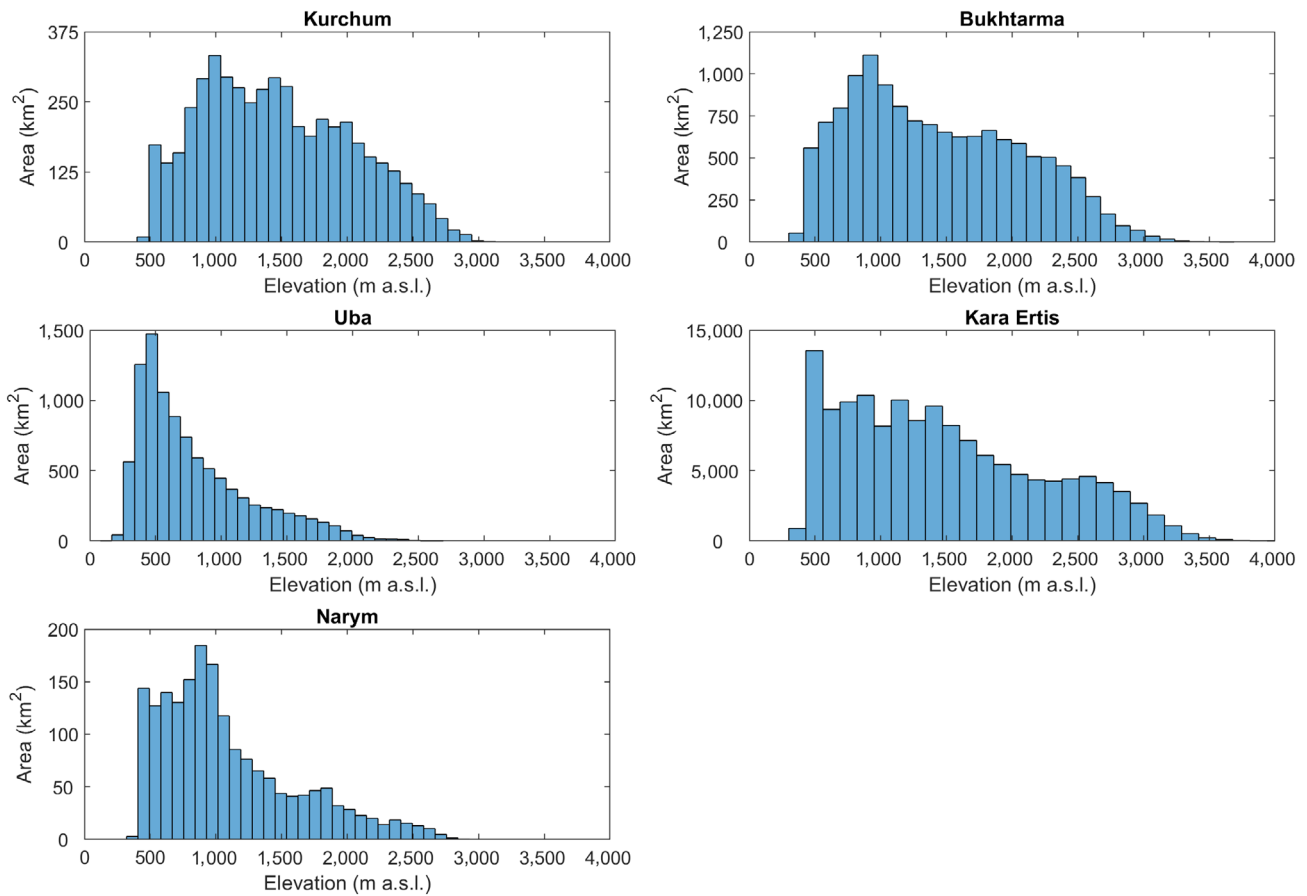 Kurchum
375
250
125
0
Area (km²)
0 500 1,000 1,500 2,000 2,500 3,000 3,500 4,000
Elevation (m a.s.l.)
Bukhtarma
1,250
1,000
750
500
250
0
Area (km²)
0 500 1,000 1,500 2,000 2,500 3,000 3,500 4,000
Elevation (m a.s.l.)
Uba
1,500
1,000
500
0
Area (km²)
0 500 1,000 1,500 2,000 2,500 3,000 3,500 4,000
Elevation (m a.s.l.)
Kara Ertis
15,000
10,000
5,000
0
Area (km²)
0 500 1,000 1,500 2,000 2,500 3,000 3,500 4,000
Elevation (m a.s.l.)
Narym
200
150
100
50
0
Area (km²)
0 500 1,000 1,500 2,000 2,500 3,000 3,500 4,000
Elevation (m a.s.l.)